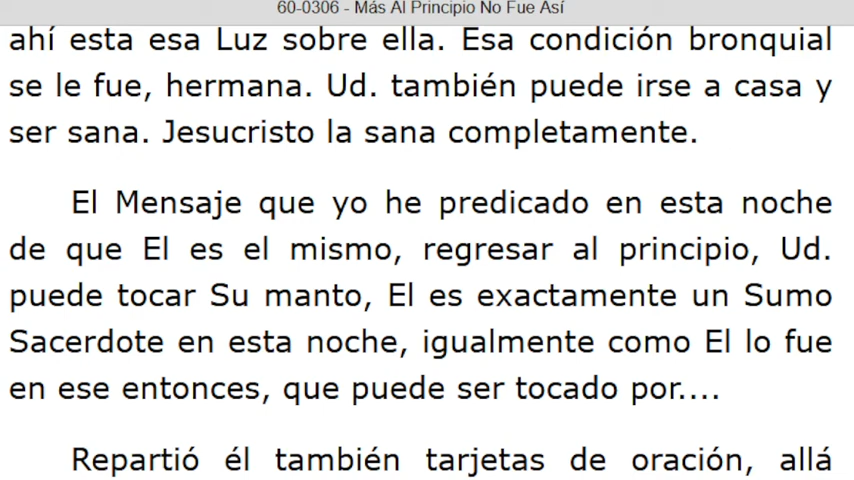 60-0306 - Más Al Principio No Fue Así
ahí esta esa Luz sobre ella. Esa condición bronquial
se le fue, hermana. Ud. también puede irse a casa y
ser sana. Jesucristo la sana completamente.
El Mensaje que yo he predicado en esta noche
de que El es el mismo, regresar al principio, Ud.
puede tocar Su manto, El es exactamente un Sumo
Sacerdote en esta noche, igualmente como El lo fue
en ese entonces, que puede ser tocado por....
Repartió él también tarjetas de oración, allá